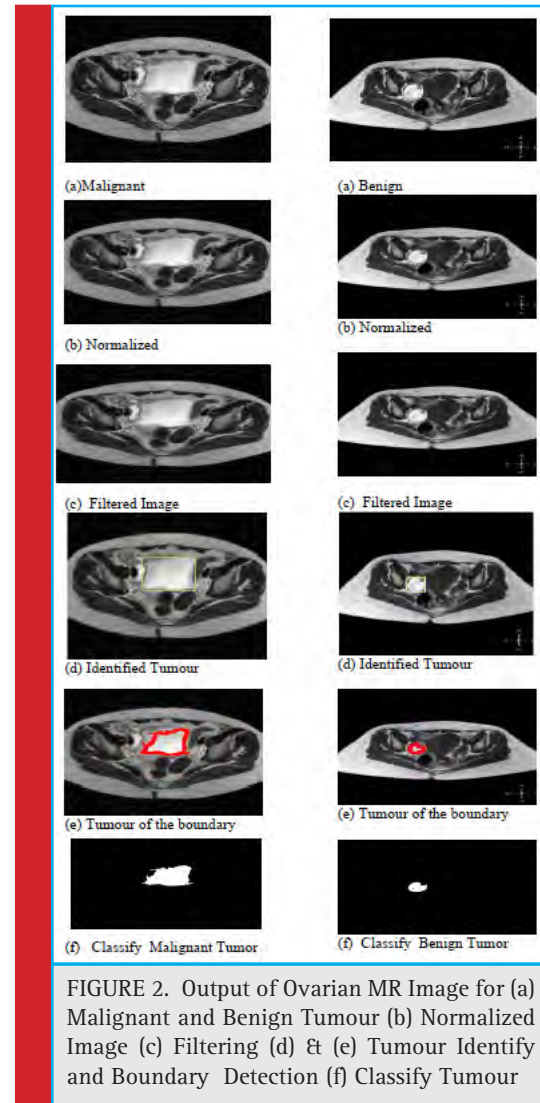 (a)Malignant
(a) Benign
(b) Normalized
(b) Normalized
(c) Filtered Image
(c) Filtered Image
(d) Identified Tumour
(d) Identified Tumour
(e) Tumour of the boundary
(e) Tumour of the boundary
(f) Classify Malignant Tumor
(f) Classify Benign Tumor
FIGURE 2. Output of Ovarian MR Image for (a)
Malignant and Benign Tumour (b) Normalized
Image (c) Filtering (d) & (e) Tumour Identify
and Boundary Detection (f) Classify Tumour